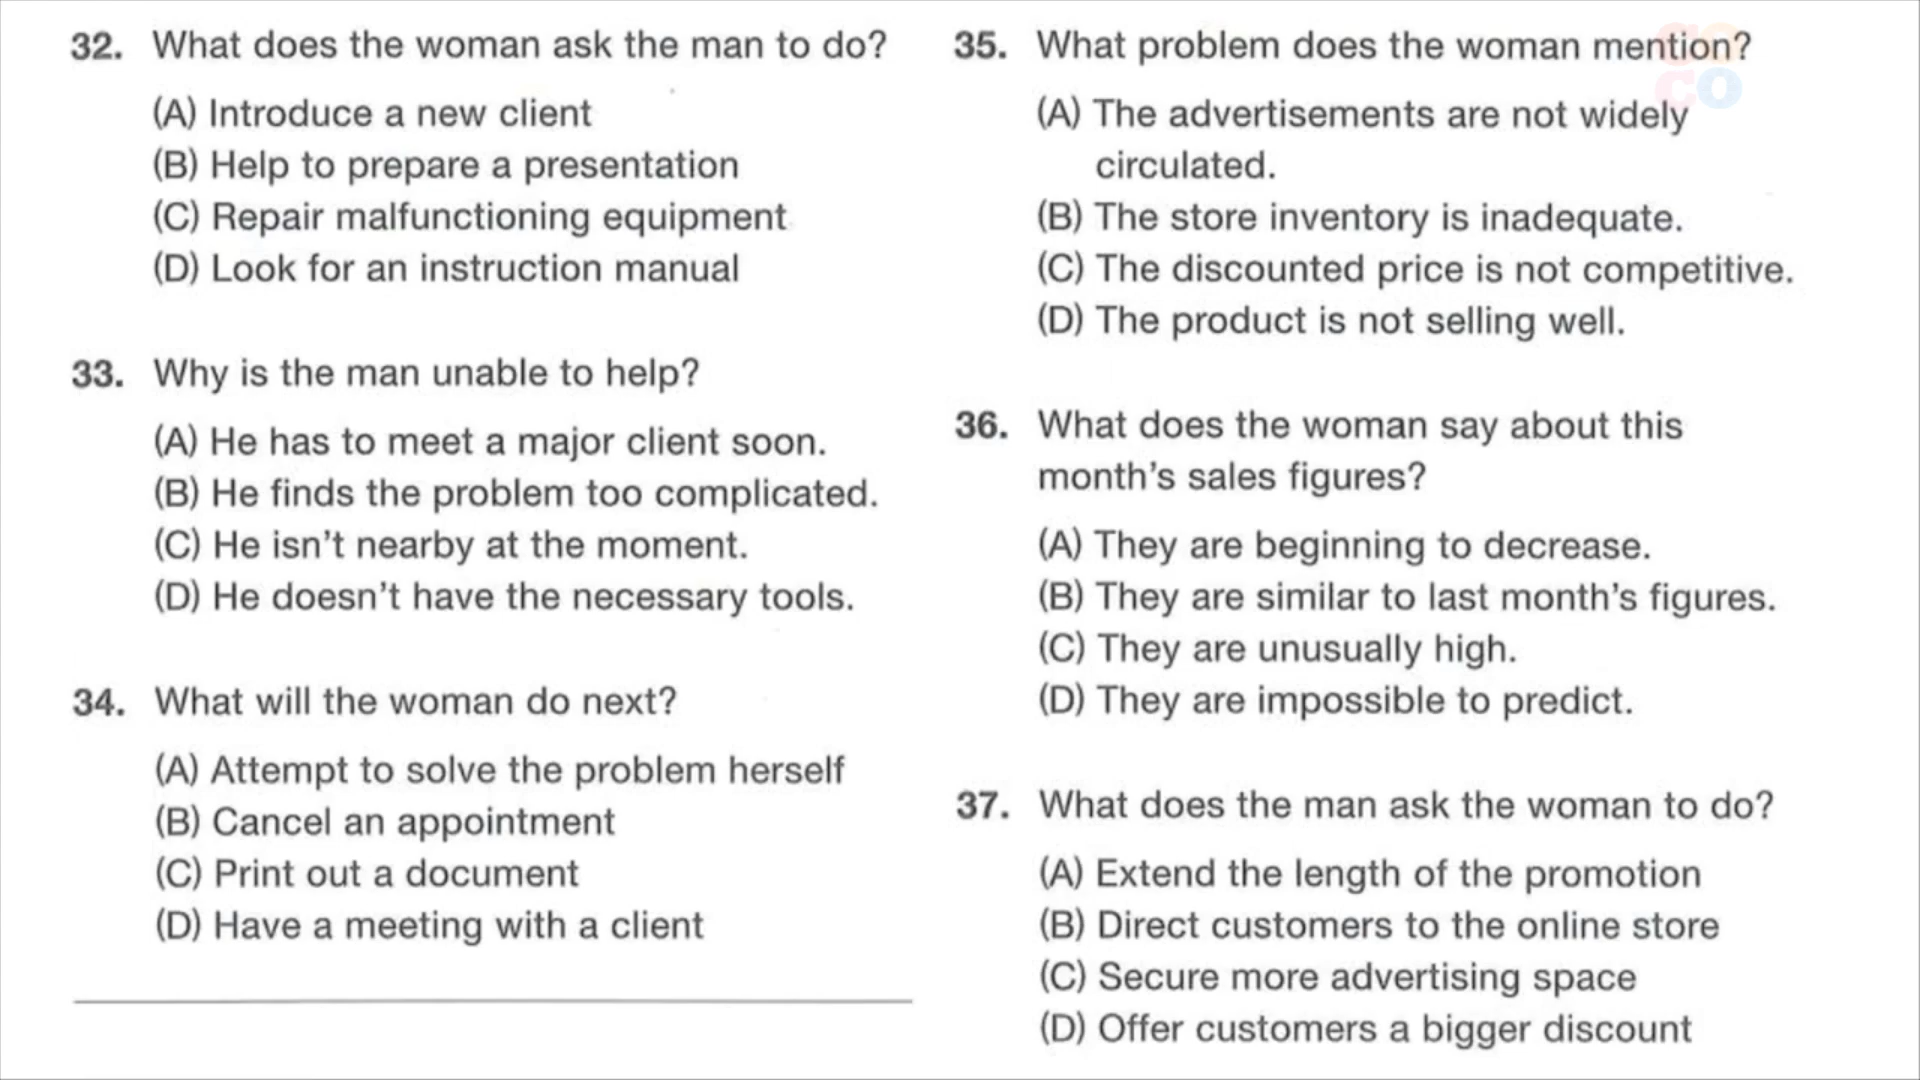 32. What does the woman ask the man to do?
(A) Introduce a new client
(B) Help to prepare a presentation
(C) Repair malfunctioning equipment
(D) Look for an instruction manual
33. Why is the man unable to help?
(A) He has to meet a major client soon.
(B) He finds the problem too complicated.
(C) He isn't nearby at the moment.
(D) He doesn't have the necessary tools.
34. What will the woman do next?
(A) Attempt to solve the problem herself
(B) Cancel an appointment
(C) Print out a document
(D) Have a meeting with a client
35. What problem does the woman mention?
(A) The advertisements are not widely
circulated.
(B) The store inventory is inadequate.
(C) The discounted price is not competitive.
(D) The product is not selling well.
36. What does the woman say about this
month's sales figures?
(A) They are beginning to decrease.
(B) They are similar to last month's figures.
(C) They are unusually high.
(D) They are impossible to predict.
37. What does the man ask the woman to do?
(A) Extend the length of the promotion
(B) Direct customers to the online store
(C) Secure more advertising space
(D) Offer customers a bigger discount